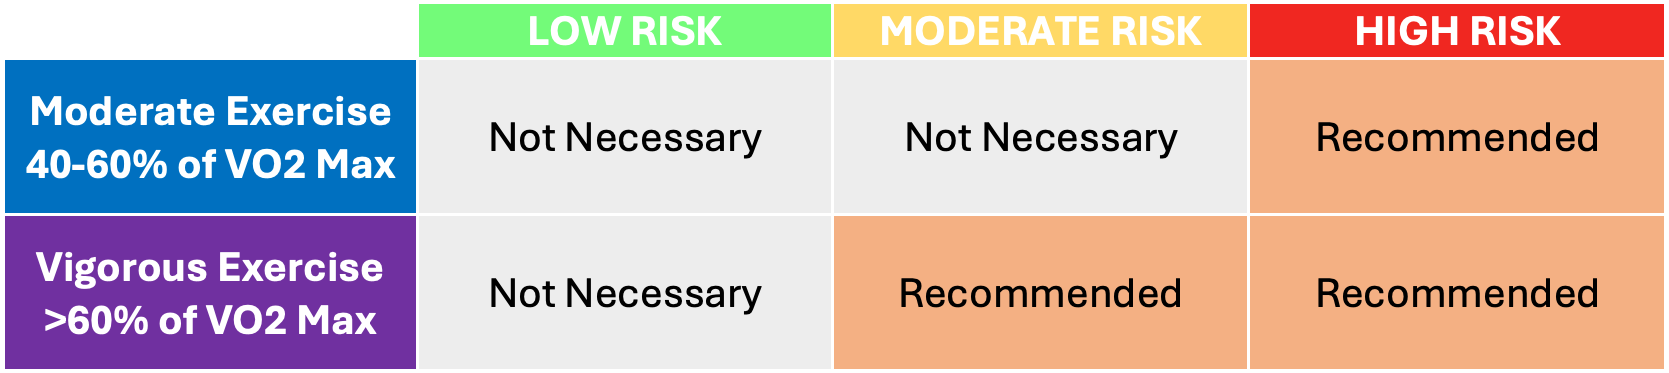 LOW RISK
MODERATE RISK
HIGH RISK
Moderate Exercise
40-60% of VO2 Max
Not Necessary
Not Necessary
Recommended
Vigorous Exercise
>60% of VO2 Max
Not Necessary
Recommended
Recommended